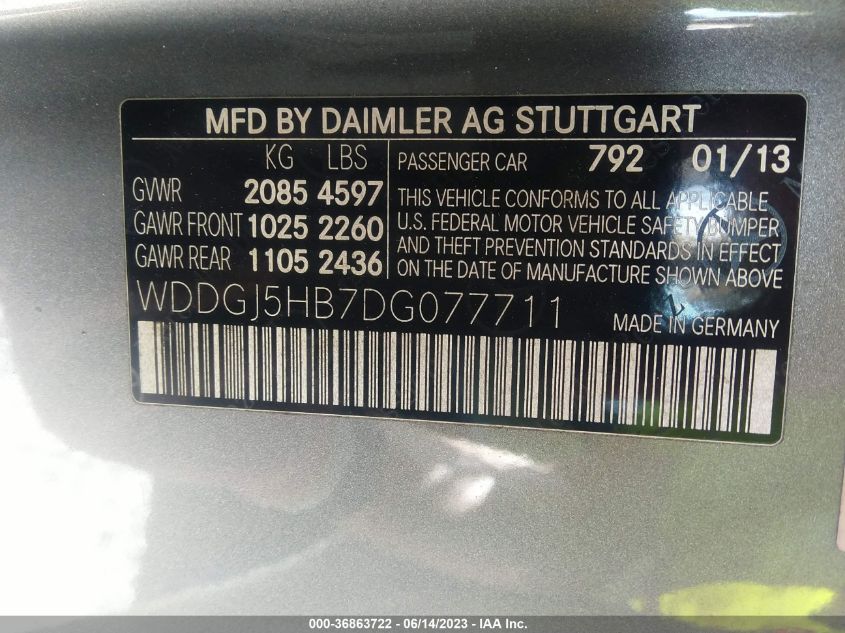 MFD BY DAIMLER AG STUTTGART
KG LBS
GVWR 2085 4597
GAWR FRONT 1025 2260
GAWR REAR 1105 2436
PASSENGER CAR 792 01/13
THIS VEHICLE CONFORMS TO ALL APPLICABLE
U.S. FEDERAL MOTOR VEHICLE SAFETY, BUMPER
AND THEFT PREVENTION STANDARDS IN EFFECT
ON THE DATE OF MANUFACTURE SHOWN ABOVE
WDDGJ5HB7DG077711
MADE IN GERMANY
000-36863722 - 06/14/2023 - IAA Inc.